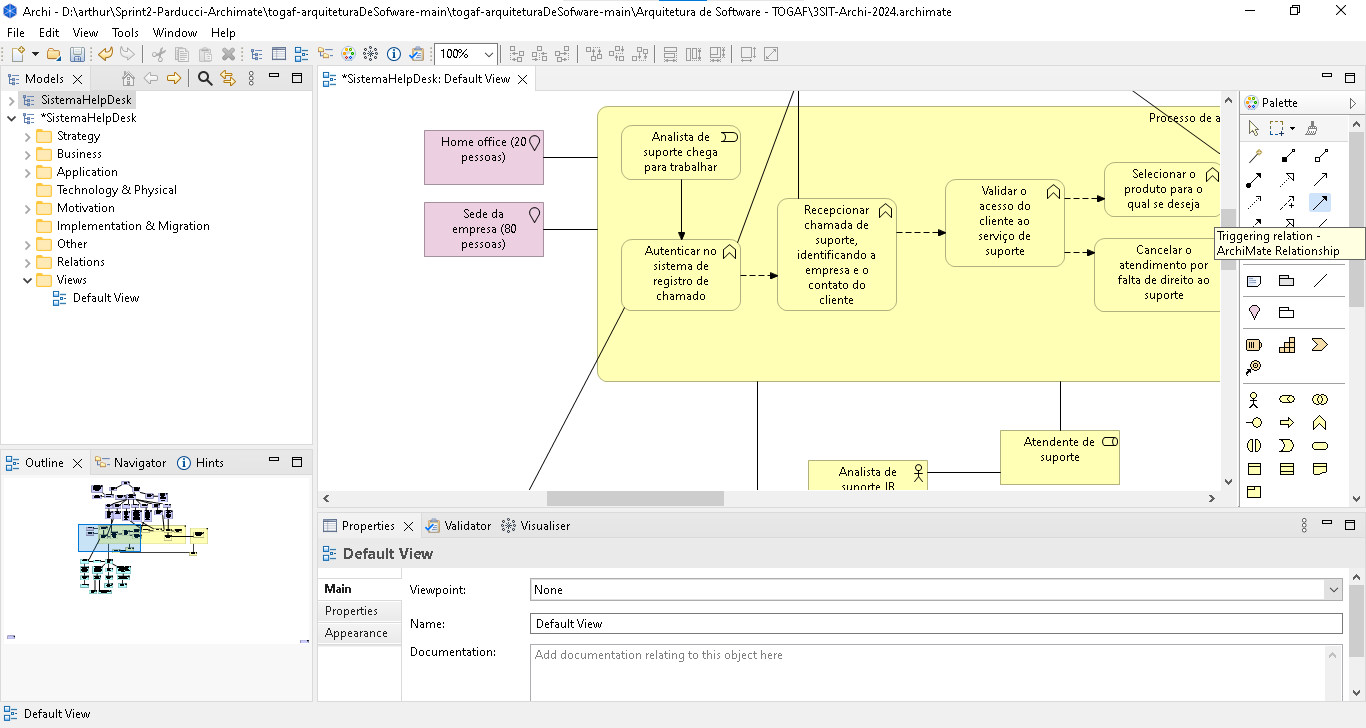 Archi - D:\arthur\Sprint2-Parducci-Archimate\togaf-arquiteturaDeSofware-main\togaf-arquiteturaDeSofware-main\Arquitetura de Software - TOGAF\3SIT-Archi-2024.archimate
File Edit View Tools Window Help
100%
Models
SistemaHelpDesk
*SistemaHelpDesk
Strategy
Business
Application
Technology & Physical
Motivation
Implementation & Migration
Other
Relations
Views
Default View
*SistemaHelpDesk: Default View
Processo de a
Home office (20
pessoas)
Sede da
empresa (80
pessoas)
Analista de
suporte chega
para trabalhar
Autenticar no
sistema de
registro de
chamado
Recepcionar
chamada de
suporte,
identificando a
empresa e o
contato do
cliente
Validar o
acesso do
cliente ao
serviço de
suporte
Selecionar o
produto para o
qual se deseja
Cancelar o
atendimento por
falta de direito ao
suporte
Atendente de
suporte
Analista de
suporte JR
Palette
Triggering relation -
ArchiMate Relationship
Outline
Navigator
Hints
Properties
Validator
Visualiser
Default View
Main
Properties
Appearance
Viewpoint:
None
Name:
Default View
Documentation:
Add documentation relating to this object here
Default View